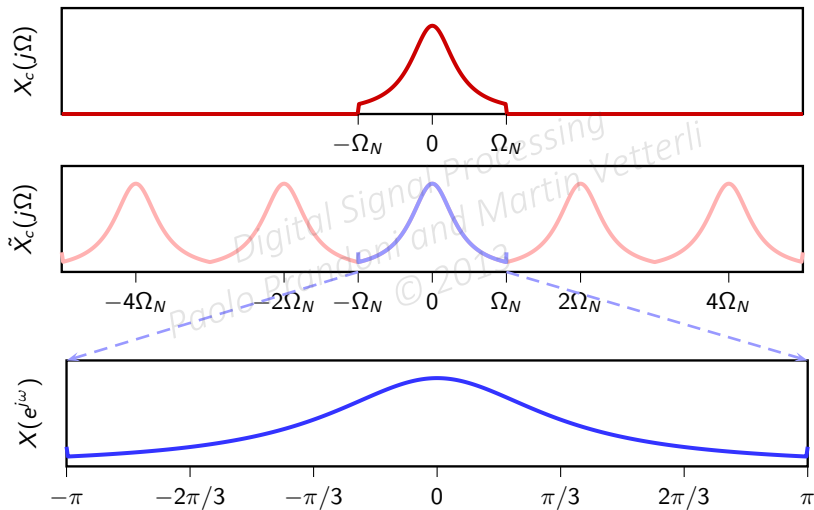 X_c(jΩ)
−Ω_N 0 Ω_N
X̃_c(jΩ)
−4Ω_N −2Ω_N −Ω_N 0 Ω_N 2Ω_N 4Ω_N
X(e^{jω})
−π −2π/3 −π/3 0 π/3 2π/3 π
Digital Signal Processing
Paolo Prandoni and Martin Vetterli
© 2013